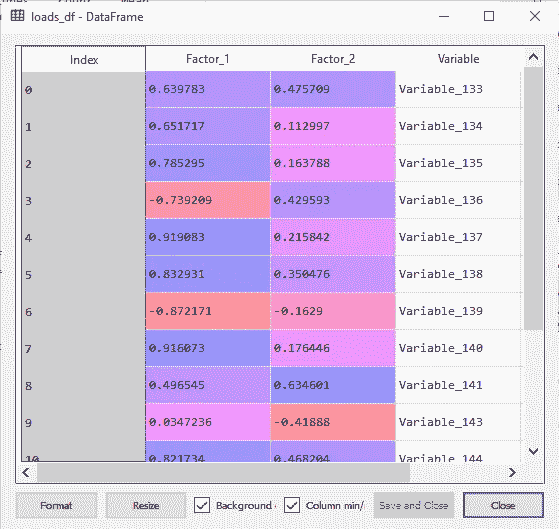 loads_df - DataFrame
Index Factor_1 Factor_2 Variable
0 0.639783 0.475709 Variable_133
1 0.651717 0.112997 Variable_134
2 0.785295 0.163788 Variable_135
3 -0.739209 0.429593 Variable_136
4 0.919083 0.215842 Variable_137
5 0.832931 0.350476 Variable_138
6 -0.872171 -0.1629 Variable_139
7 0.916073 0.176446 Variable_140
8 0.496545 0.634601 Variable_141
9 0.0347236 -0.41888 Variable_143
10 0.821734 0.468204 Variable_144
Format Resize Background Column min/ Save and Close Close